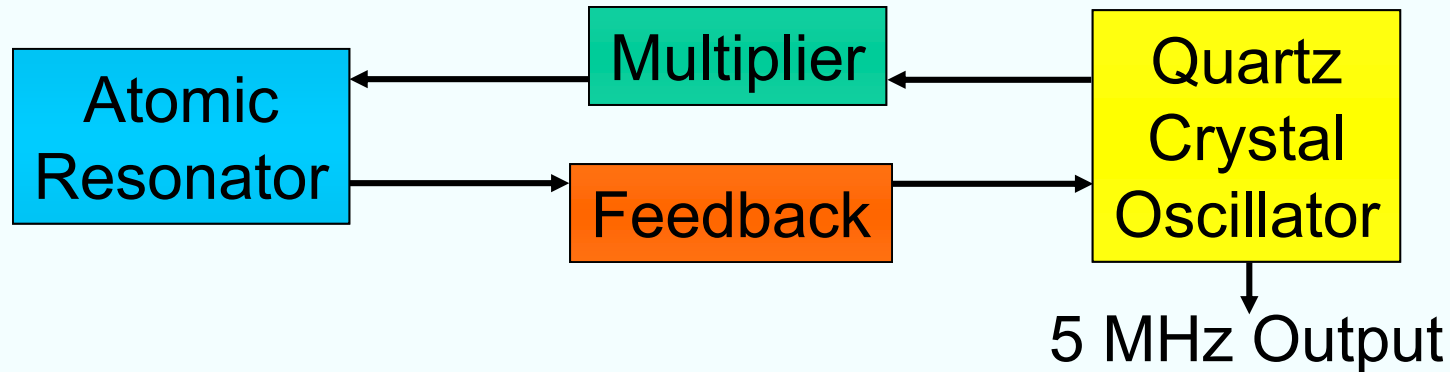 Atomic
Resonator
Multiplier
Feedback
Quartz
Crystal
Oscillator
5 MHz Output